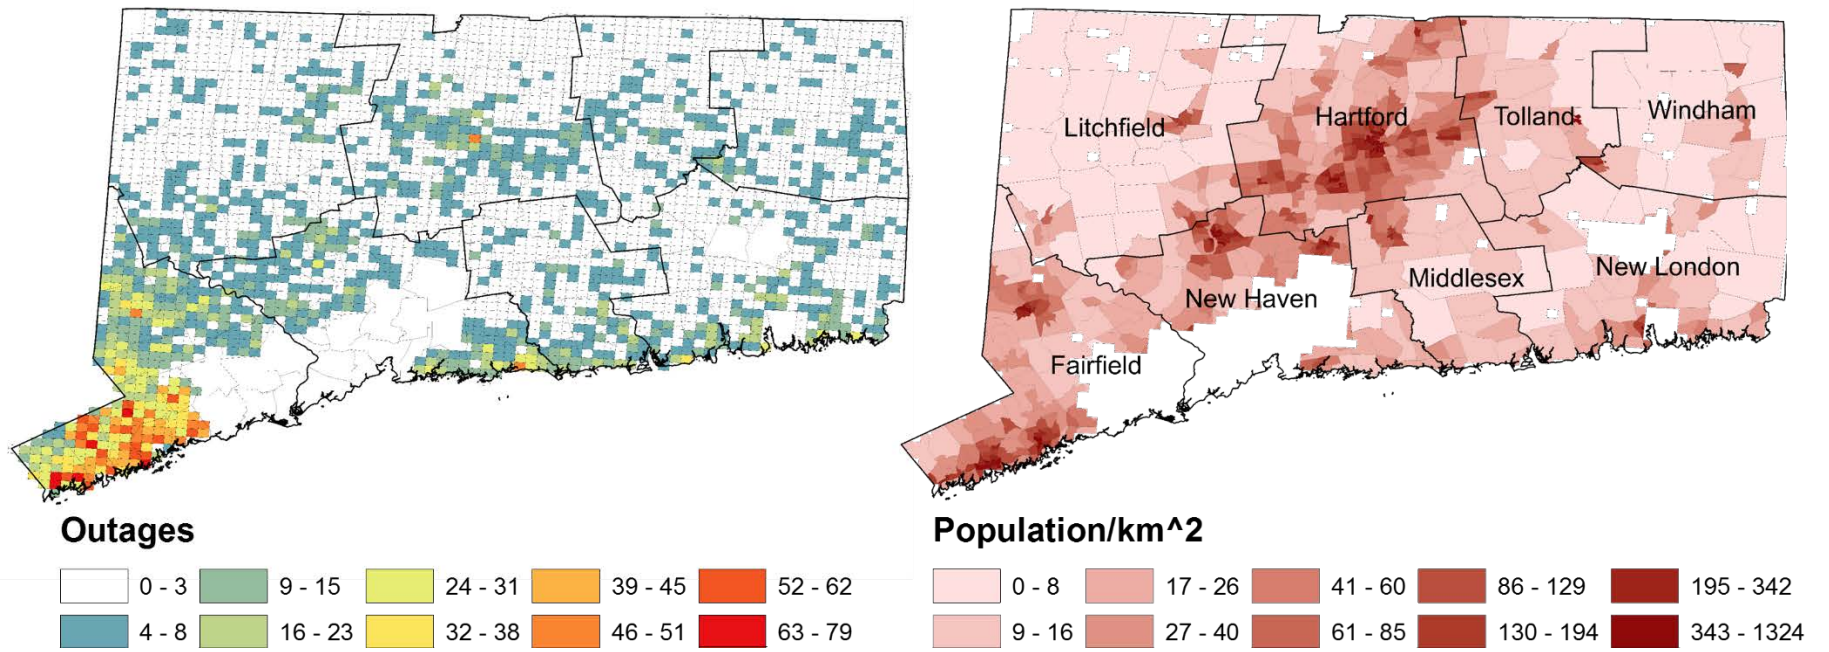 Hartford
Tolland
Windham
Litchfield
New London
Middlesex
New Haven
Fairfield
Outages
0 - 3
9 - 15
24 - 31
39 - 45
52 - 62
4 - 8
16 - 23
32 - 38
46 - 51
63 - 79
Population/km^2
0 - 8
17 - 26
41 - 60
86 - 129
195 - 342
9 - 16
27 - 40
61 - 85
130 - 194
343 - 1324